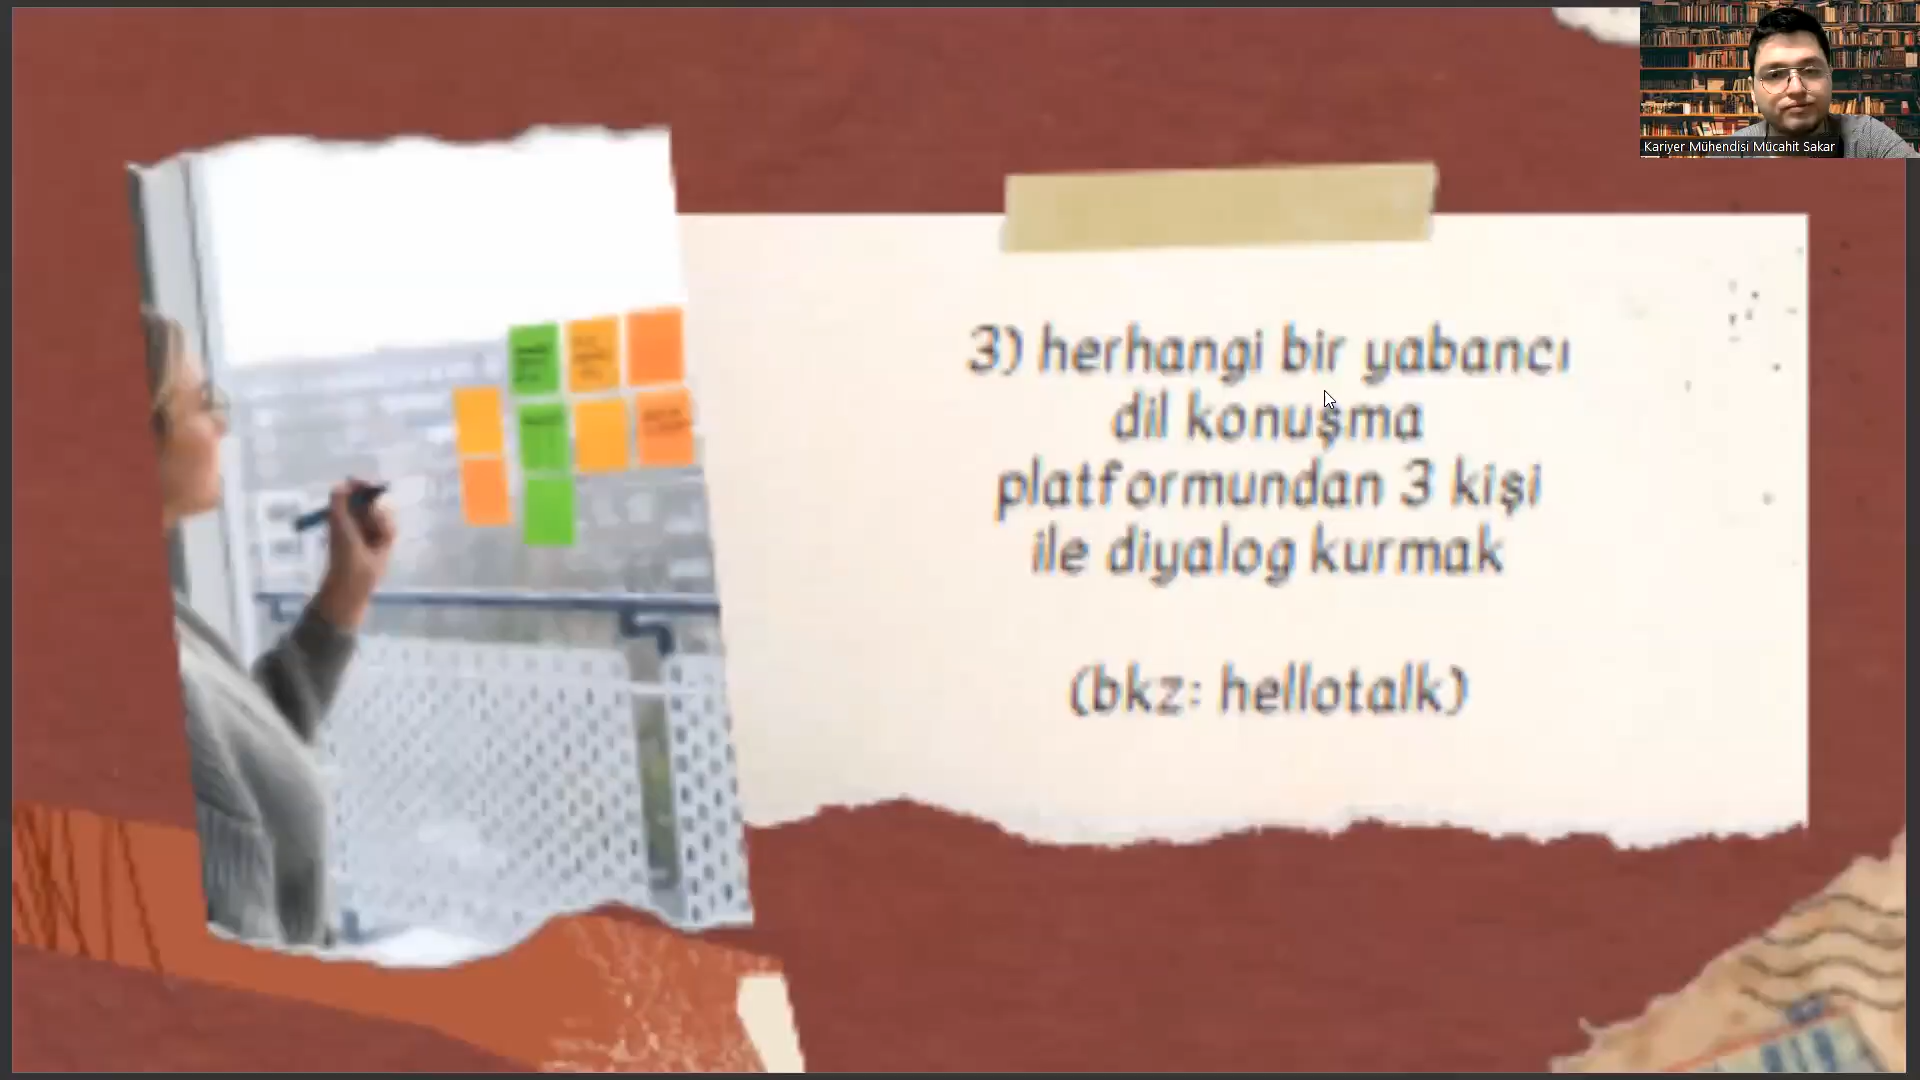 Kariyer Mühendisi Mücahit Sakar
3) herhangi bir yabancı
dil konuşma
platformundan 3 kişi
ile diyalog kurmak
(bkz: hellotalk)